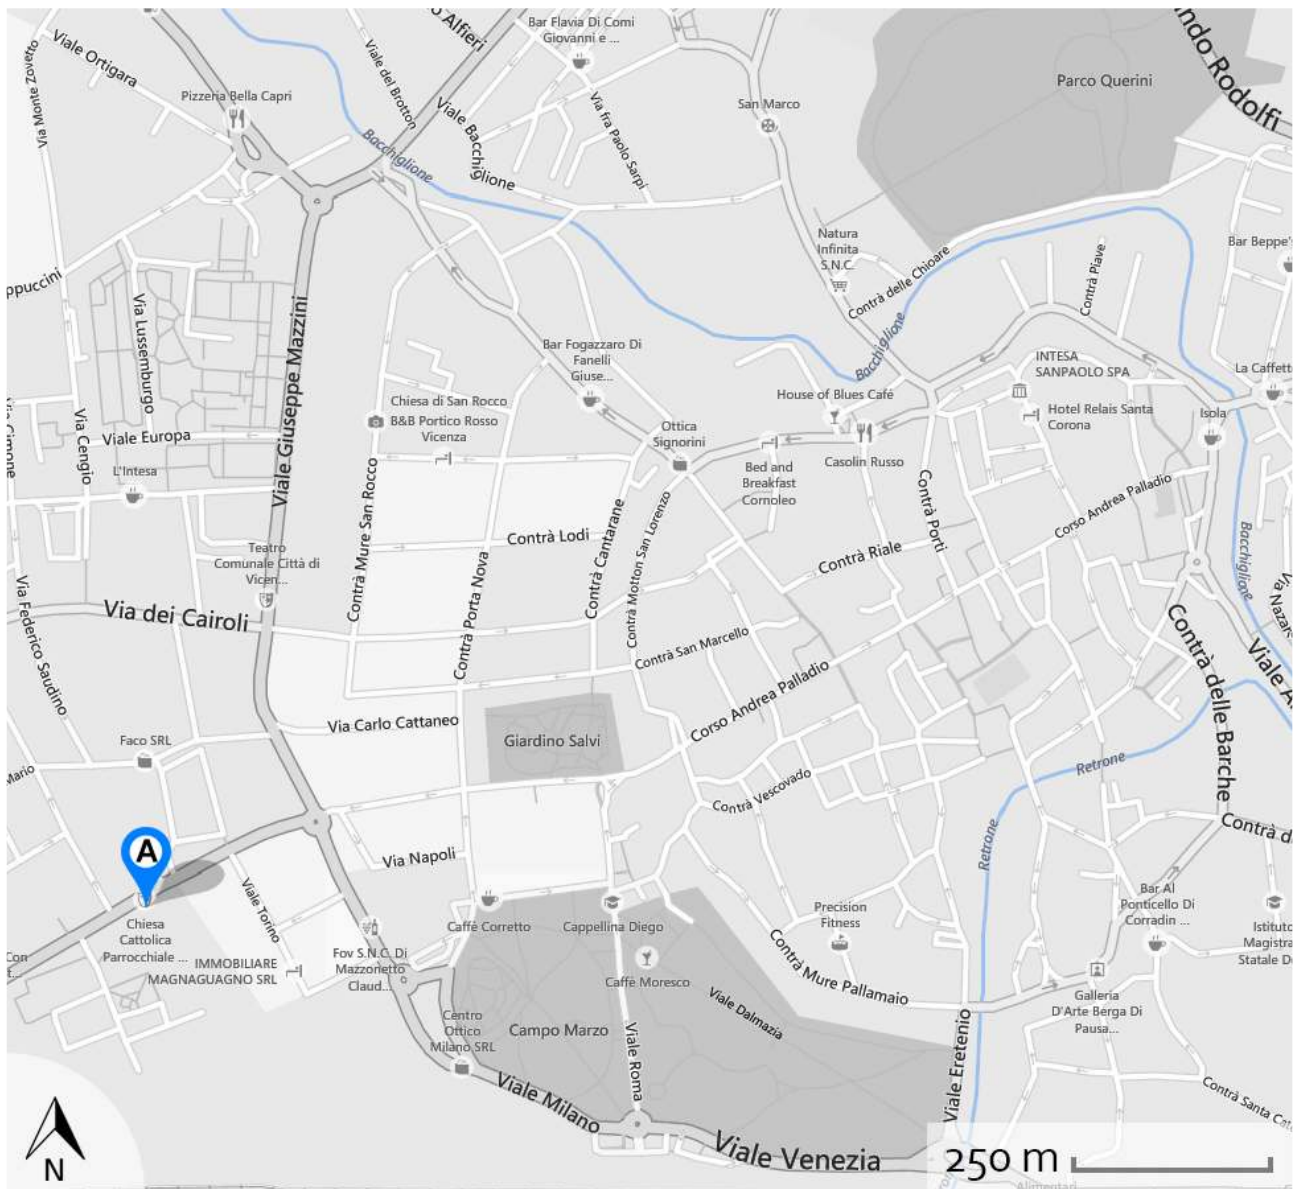 Viale Ortigara
Via Monte Zovetto
Pizzeria Bella Capri
Viale del Brotton
o Alfieri
Bar Flavia Di Comi
Giovanni e ...
Viale Bacchiglione
Bacchiglione
Via fra Paolo Sarpi
San Marco
Parco Querini
ndo Rodolfi
Natura
Infinita
S.N.C.
Contrà delle Chioare
Contrà Piave
Bar Beppe's
ppuccini
Via Lussemburgo
Viale Giuseppe Mazzini
Bacchiglione
Bar Fogazzaro Di
Fanelli
Giuse...
INTESA
SANPAOLO SPA
La Caffett
House of Blues Café
Chiesa di San Rocco
B&B Portico Rosso
Vicenza
Ottica
Signorini
Hotel Relais Santa
Corona
Isola
Via Cimone
Via Cengio
Viale Europa
L'Intesa
Bed and
Breakfast
Cornoleo
Casolin Russo
Contrà Porti
Corso Andrea Palladio
Contrà Mure San Rocco
Contrà Lodi
Contrà Cantarane
Contrà Motton San Lorenzo
Contrà Riale
Bacchiglione
Teatro
Comunale Città di
Vicen...
Contrà Porta Nova
Via Federico Saudino
Via dei Cairoli
Contrà San Marcello
Contrà delle Barche
Via Nazar
Viale A
Corso Andrea Palladio
Via Carlo Cattaneo
Giardino Salvi
Faco SRL
Mario
Retrone
Contrà Vescovado
Retrone
Contrà d
A
Via Napoli
Viale Torino
Chiesa
Cattolica
Parrocchiale ...
Con
t...
IMMOBILIARE
MAGNAGUAGNO SRL
Fov S.N.C. Di
Mazzonetto
Claud...
Caffè Corretto
Cappellina Diego
Precision
Fitness
Bar Al
Ponticello Di
Corradin ...
Istituto
Magistra
Statale D
Contrà Mure Pallamaio
Caffè Moresco
Viale Dalmazia
Galleria
D'Arte Berga Di
Pausa...
Centro
Ottico
Milano SRL
Campo Marzo
Viale Roma
Viale Eretenio
Contrà Santa Cat
Viale Milano
Viale Venezia
N
250 m
Alimentari